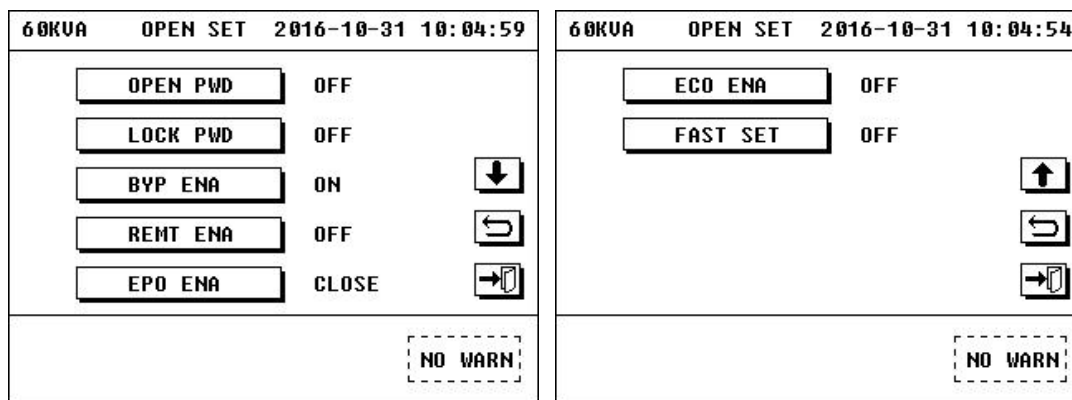 60KVA OPEN SET 2016-10-31 10:04:59
OPEN PWD OFF
LOCK PWD OFF
BYP ENA ON
REMT ENA OFF
EPO ENA CLOSE
NO WARN
60KVA OPEN SET 2016-10-31 10:04:54
ECO ENA OFF
FAST SET OFF
NO WARN